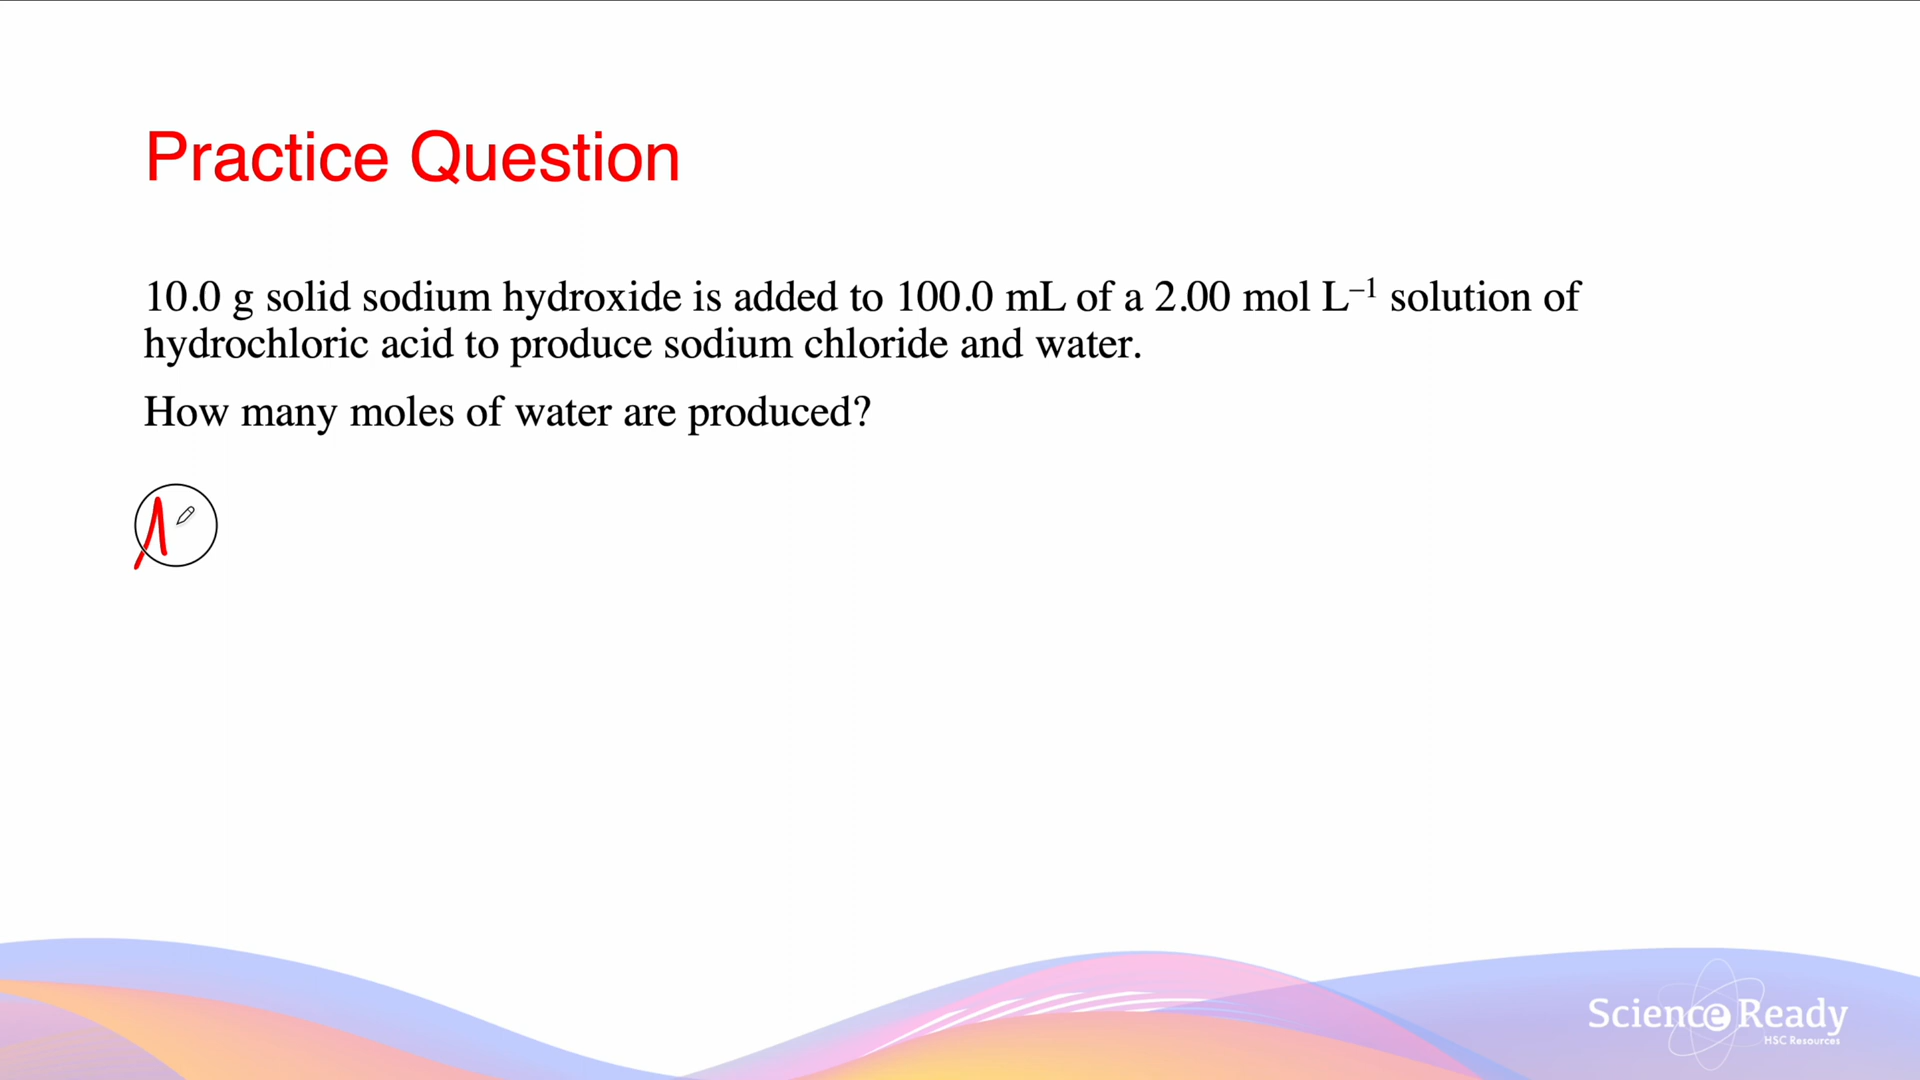 Practice Question
10.0 g solid sodium hydroxide is added to 100.0 mL of a 2.00 mol L⁻¹ solution of
hydrochloric acid to produce sodium chloride and water.
How many moles of water are produced?
Science Ready
HSC Resources